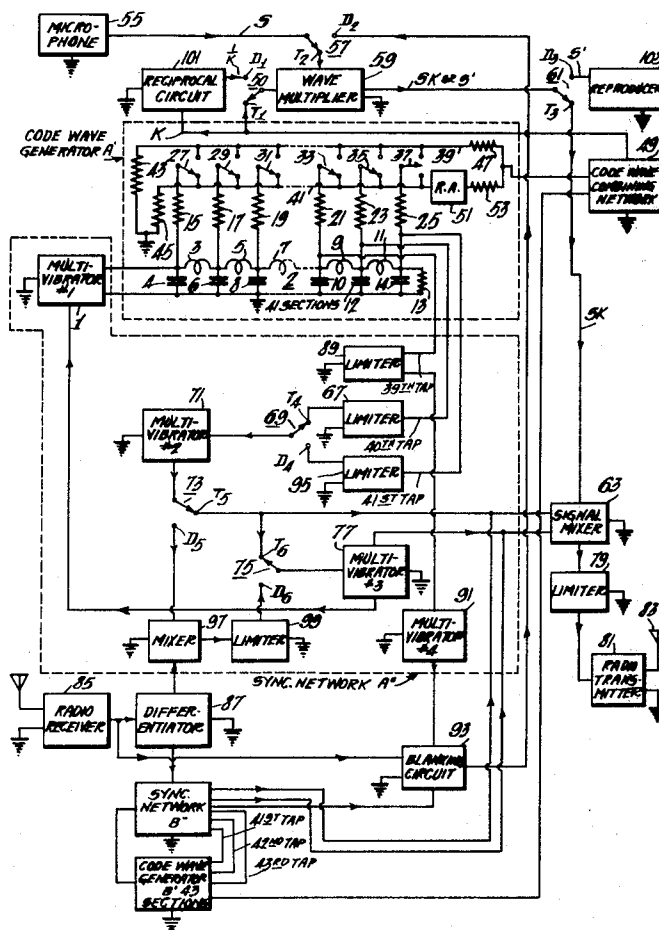 MICRO-
PHONE
55
S
D2
57
T2
101
RECIPROCAL
CIRCUIT
1/K
D1
50
T1
WAVE
MULTIPLIER
59
SK OR S'
D3
S'
61
T3
103
REPRODUCER
K
CODE WAVE
GENERATOR A'
43
27
29
31
33
35
37
39
47
49
CODE WAVE
COMBINING
NETWORK
41
R.A.
51
53
45
15
17
19
21
23
25
MULTI-
VIBRATOR
#1
1
3
5
7
9
11
4
6
8
2
10
12
14
13
41 SECTIONS
SK
89
LIMITER
39TH TAP
71
MULTI-
VIBRATOR
#2
69
T4
67
LIMITER
40TH TAP
D4
95
LIMITER
41ST TAP
73
T5
D5
63
SIGNAL
MIXER
T6
75
D6
77
MULTI-
VIBRATOR
#3
79
LIMITER
83
97
MIXER
99
LIMITER
91
MULTI-
VIBRATOR
#4
81
RADIO
TRANS-
MITTER
SYNC. NETWORK A"
85
RADIO
RECEIVER
DIFFER-
ENTIATOR
87
93
BLANKING
CIRCUIT
SYNC.
NETWORK
B"
41ST TAP
42ND TAP
43RD TAP
CODE WAVE
GENERATOR
B' 43
SECTIONS